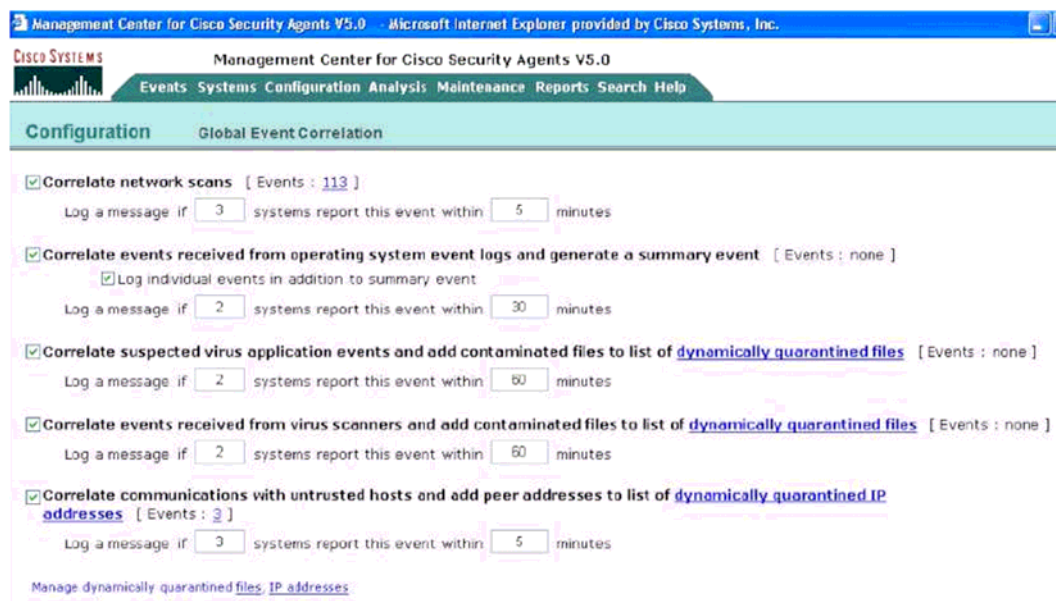 Management Center for Cisco Security Agents V5.0 - Microsoft Internet Explorer provided by Cisco Systems, Inc.
CISCO SYSTEMS
Management Center for Cisco Security Agents V5.0
Events Systems Configuration Analysis Maintenance Reports Search Help
Configuration Global Event Correlation
Correlate network scans [ Events : 113 ]
Log a message if 3 systems report this event within 5 minutes
Correlate events received from operating system event logs and generate a summary event [ Events : none ]
Log individual events in addition to summary event
Log a message if 2 systems report this event within 30 minutes
Correlate suspected virus application events and add contaminated files to list of dynamically quarantined files [ Events : none ]
Log a message if 2 systems report this event within 60 minutes
Correlate events received from virus scanners and add contaminated files to list of dynamically quarantined files [ Events : none ]
Log a message if 2 systems report this event within 60 minutes
Correlate communications with untrusted hosts and add peer addresses to list of dynamically quarantined IP
addresses [ Events : 3 ]
Log a message if 3 systems report this event within 5 minutes
Manage dynamically quarantined files, IP addresses